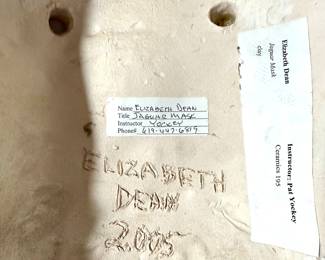 Name ELIZABETH DEAN
Title JAGUAR MASK
Instructor YOCKEY
Phone# 619-447-6817
ELIZABETH
DEAN
2005
Elizabeth Dean
Jaguar Mask
clay
Instructor: Pat Yockey
Ceramics 195